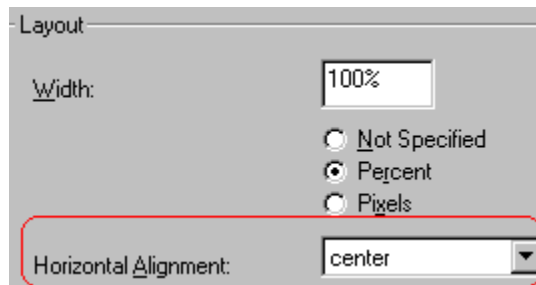 Layout
Width: 100%
Not Specified
Percent
Pixels
Horizontal Alignment: center